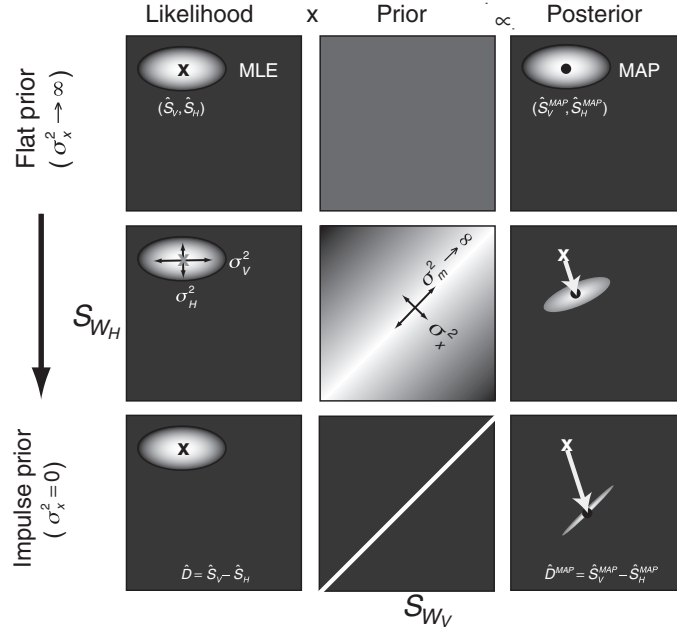 Likelihood x Prior ∝ Posterior
Flat prior
(σ²ₓ → ∞)
x MLE
(Ŝ_V, Ŝ_H)
MAP
(Ŝ_V^MAP, Ŝ_H^MAP)
S_W_H
x
σ²_V
σ²_H
σ²_m → ∞
σ²_x
x
Impulse prior
(σ²ₓ = 0)
x
D̂ = Ŝ_V – Ŝ_H
x
D̂^MAP = Ŝ_V^MAP – Ŝ_H^MAP
S_W_V